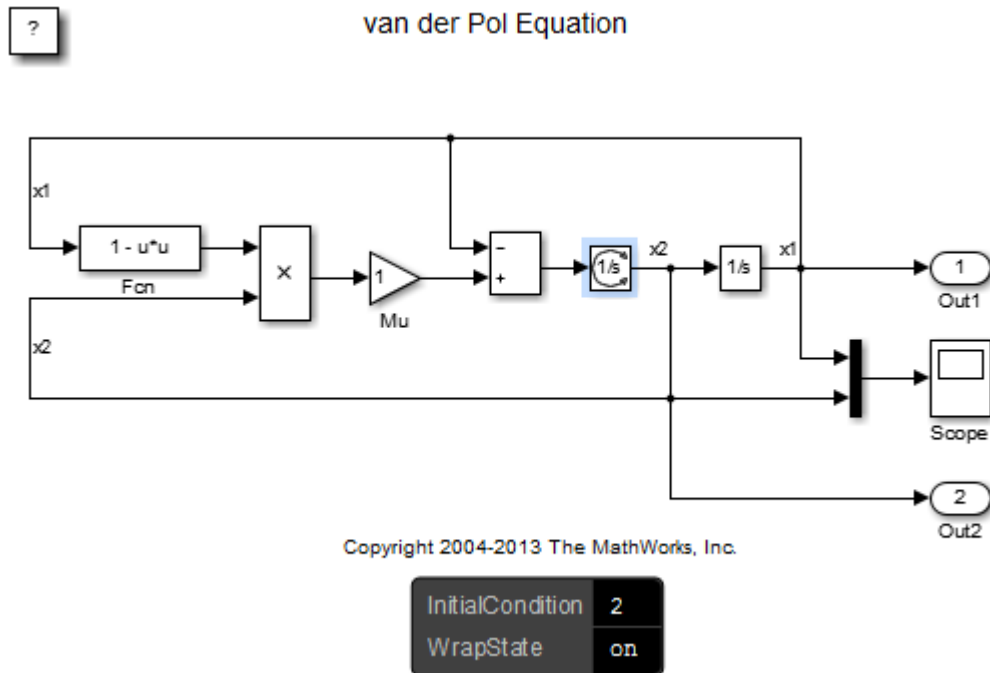 ?
van der Pol Equation
x1
1 - u*u
Fcn
×
1
Mu
−
+
1/s
x2
1/s
x1
1
Out1
x2
Scope
2
Out2
Copyright 2004-2013 The MathWorks, Inc.
InitialCondition 2
WrapState on